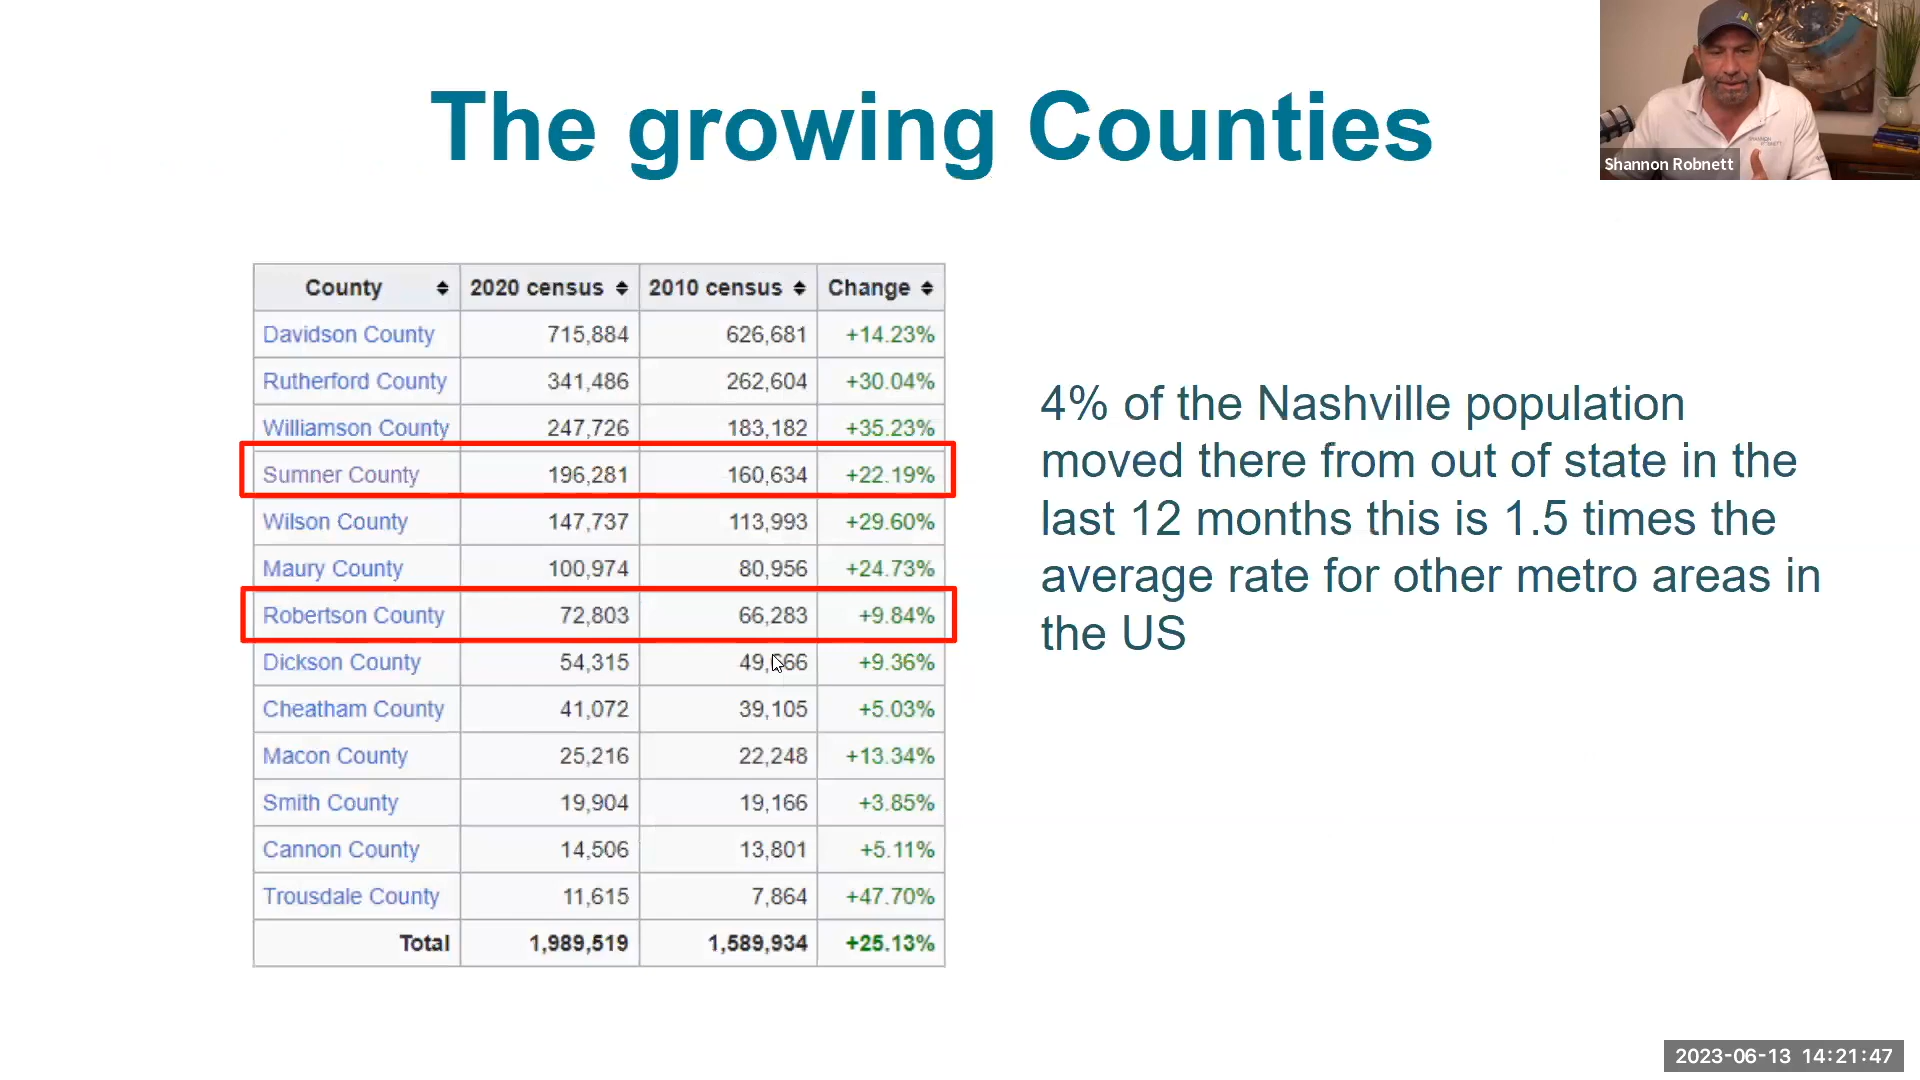 The growing Counties
Shannon Robnett
County 2020 census 2010 census Change
Davidson County 715,884 626,681 +14.23%
Rutherford County 341,486 262,604 +30.04%
Williamson County 247,726 183,182 +35.23%
Sumner County 196,281 160,634 +22.19%
Wilson County 147,737 113,993 +29.60%
Maury County 100,974 80,956 +24.73%
Robertson County 72,803 66,283 +9.84%
Dickson County 54,315 +9.36%
Cheatham County 41,072 39,105 +5.03%
Macon County 25,216 22,248 +13.34%
Smith County 19,904 19,166 +3.85%
Cannon County 14,506 13,801 +5.11%
Trousdale County 11,615 7,864 +47.70%
Total 1,989,519 1,589,934 +25.13%
4% of the Nashville population
moved there from out of state in the
last 12 months this is 1.5 times the
average rate for other metro areas in
the US
2023-06-13 14:21:47